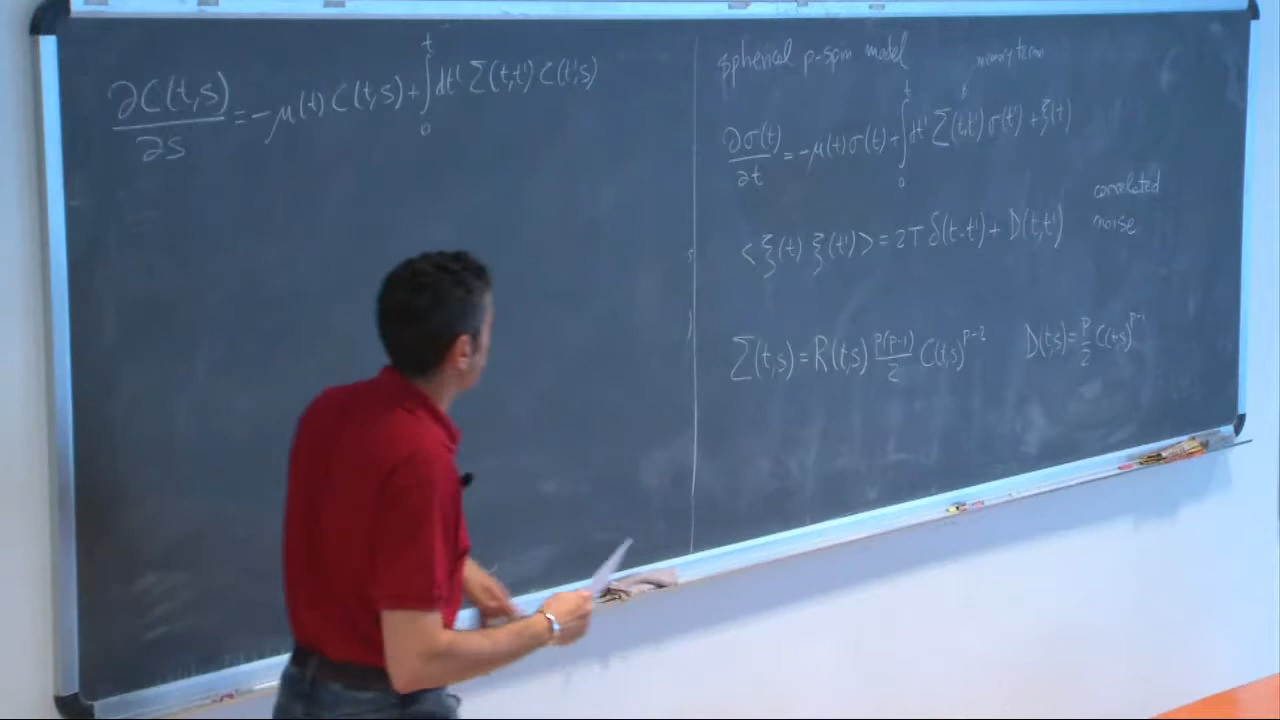 ∂C(t,s)/∂s = -μ(t) C(t,s) + ∫₀ᵗ dt' Σ(t,t') C(t',s)
spherical p-spin model
memory term
∂σ(t)/∂t = -μ(t) σ(t) + ∫₀ᵗ dt' Σ(t,t') σ(t') + ξ(t)
correlated
noise
<ξ(t) ξ(t')> = 2T δ(t-t') + D(t,t')
Σ(t,s) = R(t,s) p(p-1)/2 C(t,s)^{p-2}
D(t,s) = p/2 C(t,s)^{p-1}